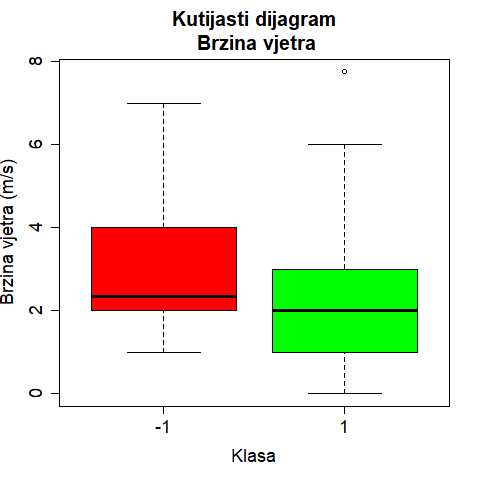 Kutijasti dijagram
Brzina vjetra
Brzina vjetra (m/s)
8
6
4
2
0
-1 1
Klasa